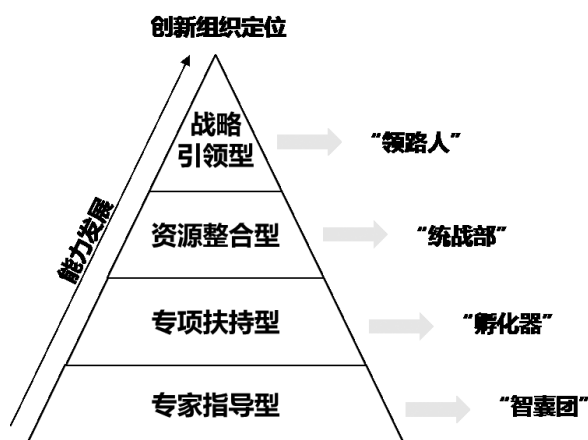 创新组织定位
战略
引领型
“领路人”
能力发展
资源整合型
“统战部”
专项扶持型
“孵化器”
专家指导型
“智囊团”